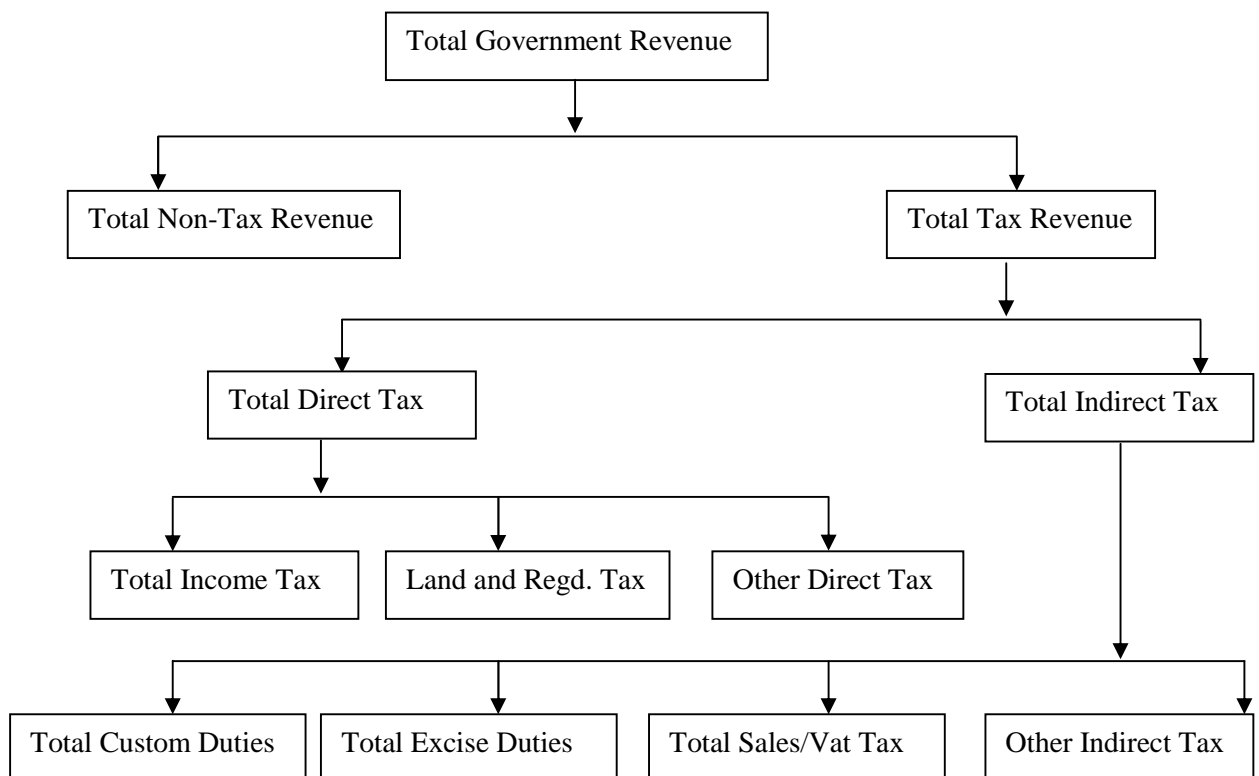 Total Government Revenue
Total Non-Tax Revenue
Total Tax Revenue
Total Direct Tax
Total Indirect Tax
Total Income Tax
Land and Regd. Tax
Other Direct Tax
Total Custom Duties
Total Excise Duties
Total Sales/Vat Tax
Other Indirect Tax